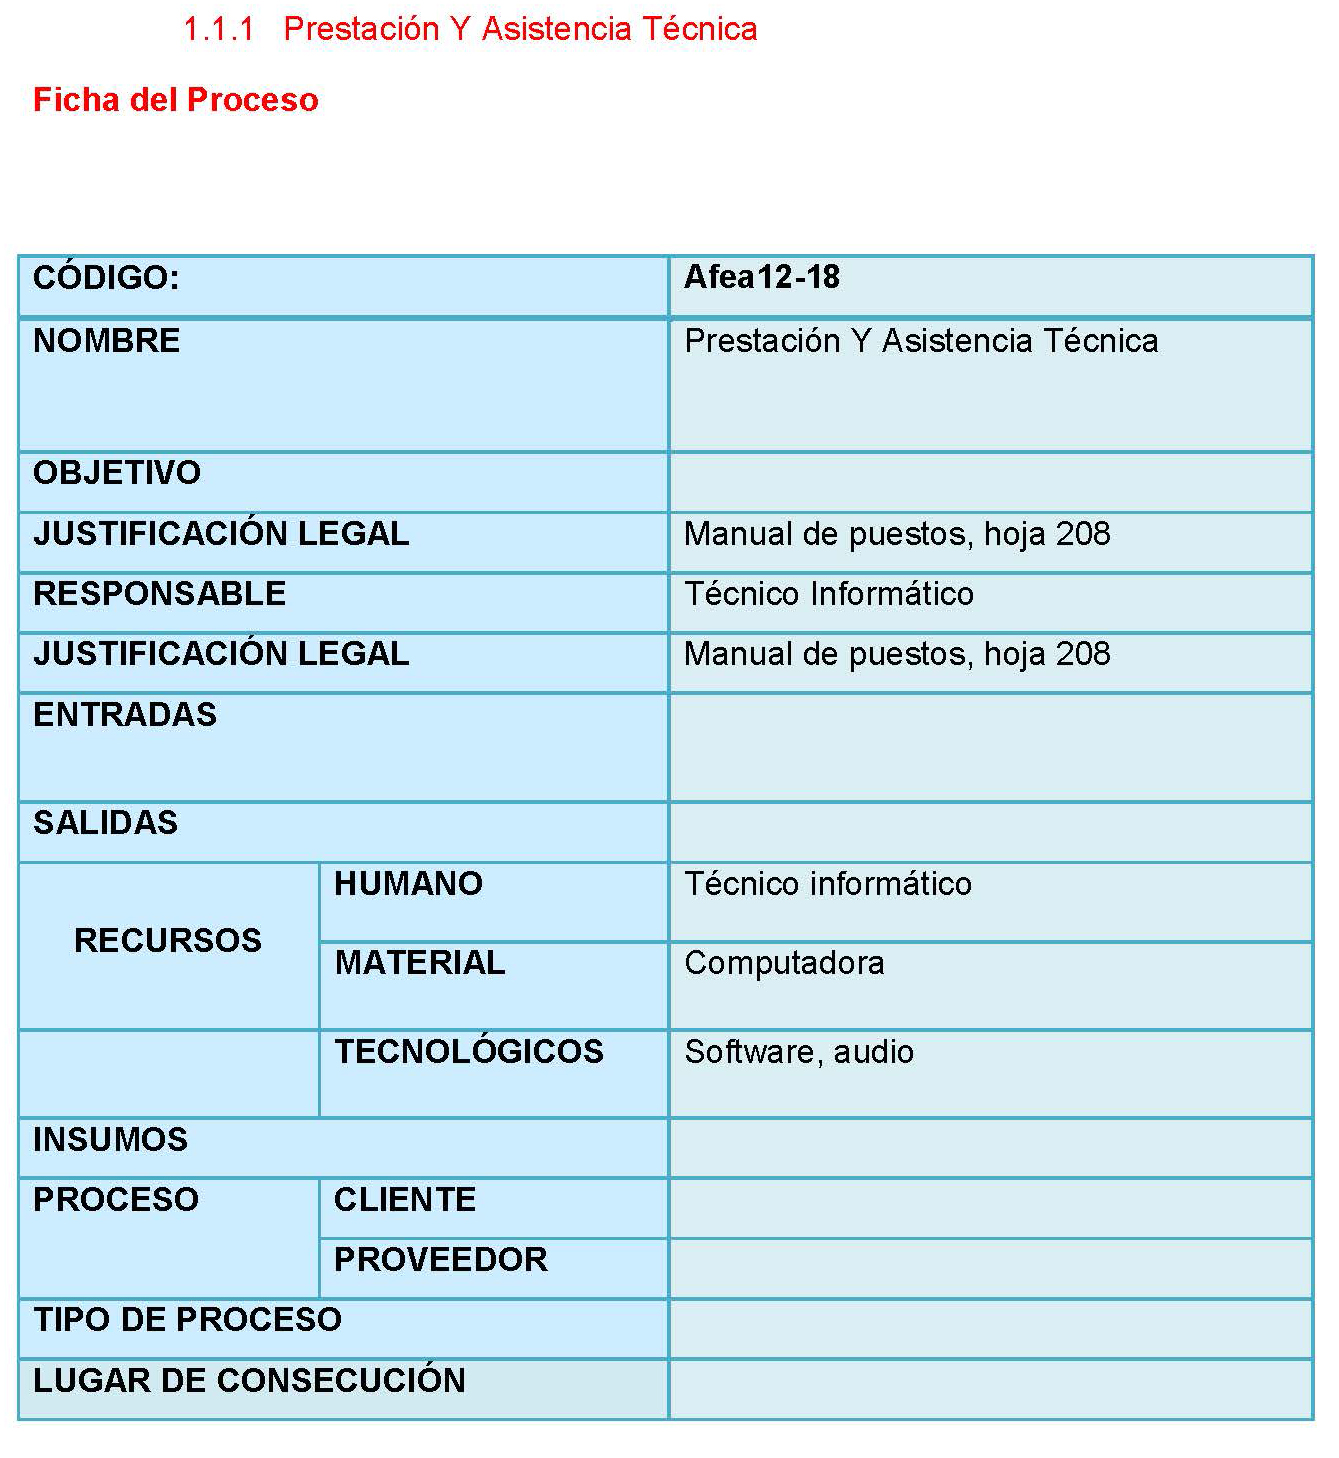 1.1.1 Prestación Y Asistencia Técnica
Ficha del Proceso
CÓDIGO: Afea12-18
NOMBRE Prestación Y Asistencia Técnica
OBJETIVO
JUSTIFICACIÓN LEGAL Manual de puestos, hoja 208
RESPONSABLE Técnico Informático
JUSTIFICACIÓN LEGAL Manual de puestos, hoja 208
ENTRADAS
SALIDAS
RECURSOS
HUMANO Técnico informático
MATERIAL Computadora
TECNOLÓGICOS Software, audio
INSUMOS
PROCESO CLIENTE
PROVEEDOR
TIPO DE PROCESO
LUGAR DE CONSECUCIÓN